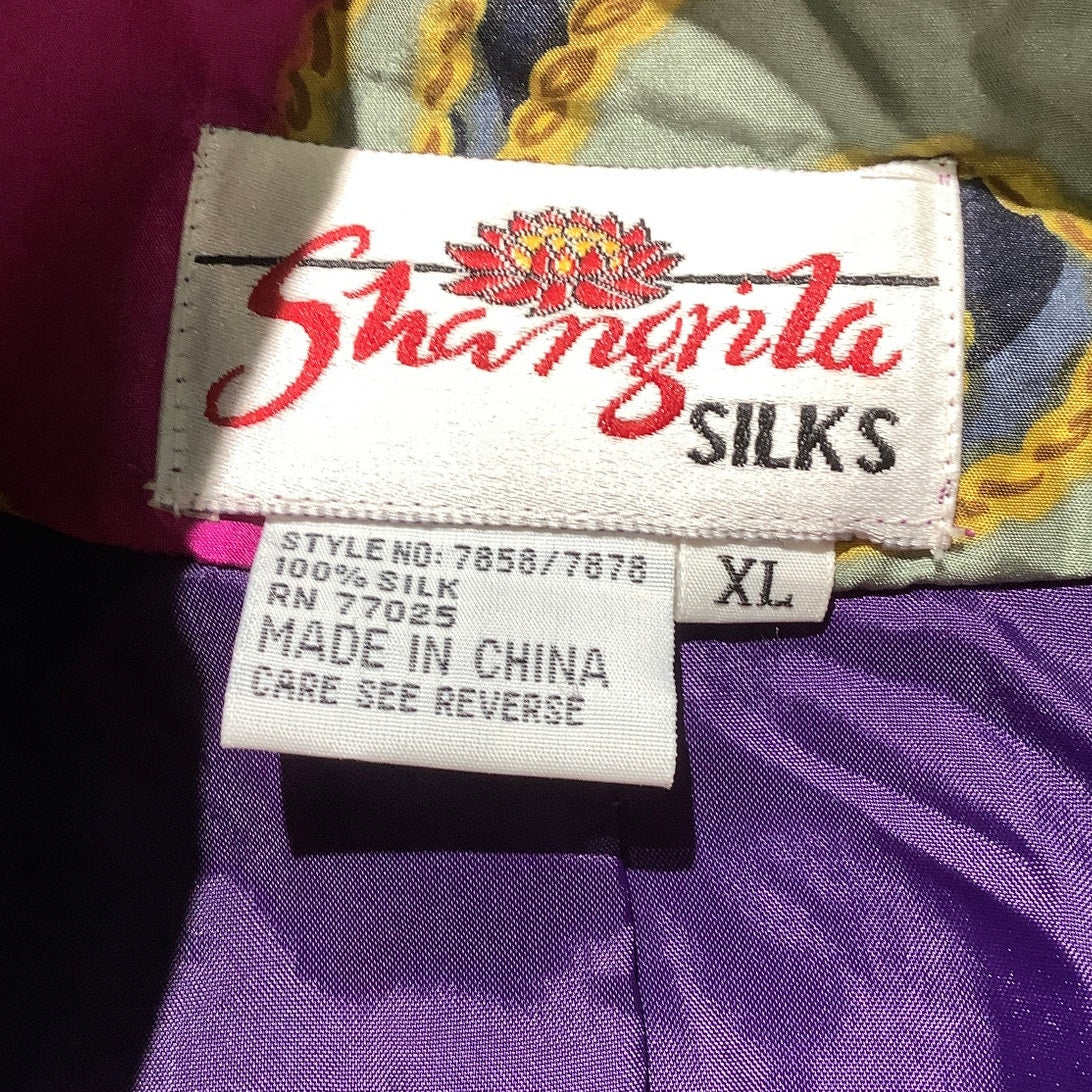 Shangrila
SILKS
STYLE NO: 7858/7878
100% SILK
RN 77025
MADE IN CHINA
CARE SEE REVERSE
XL